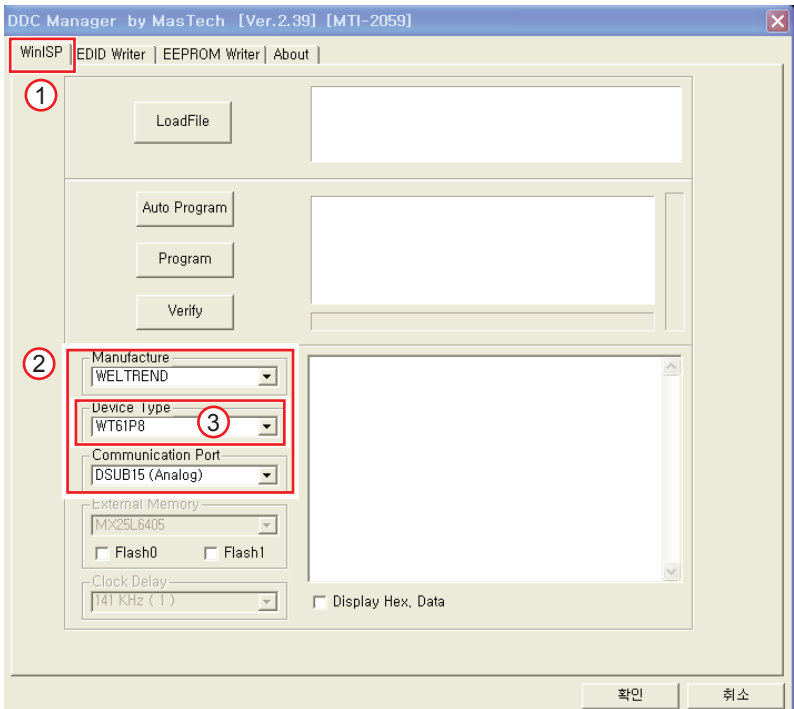 DDC Manager by MasTech [Ver.2.39] [MTI-2059]
WinISP EDID Writer EEPROM Writer About
①
LoadFile
Auto Program
Program
Verify
②
Manufacture
WELTREND
Device Type
WT61P8
③
Communication Port
DSUB15 (Analog)
External Memory
MX25L6405
Flash0 Flash1
Clock Delay
141 KHz ( 1 )
Display Hex, Data
확인 취소